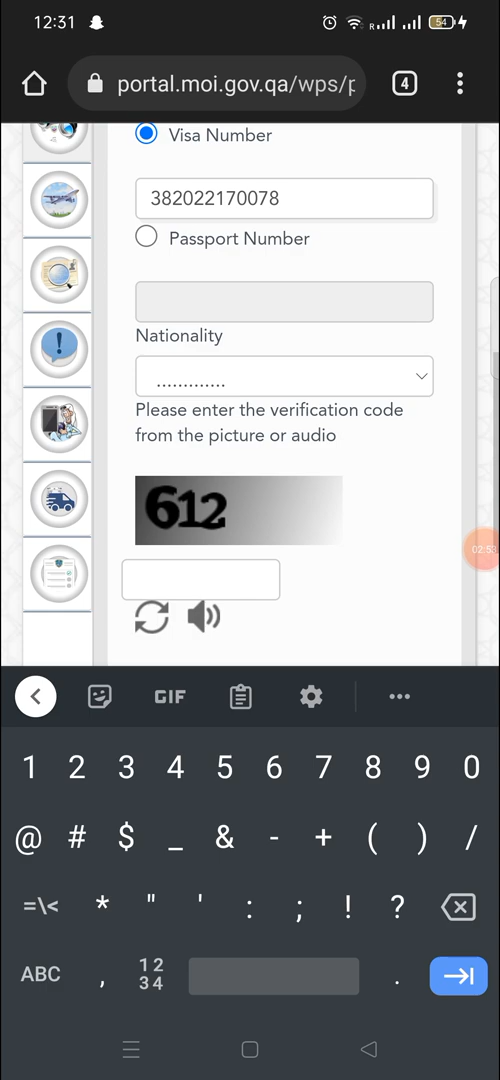 12:31
R
54
portal.moi.gov.qa/wps/p
4
Visa Number
382022170078
Passport Number
Nationality
.............
Please enter the verification code
from the picture or audio
612
02:53
GIF
1 2 3 4 5 6 7 8 9 0
@ # $ _ & - + ( ) /
=\< * " ' : ; ! ?
ABC , 12 34 .